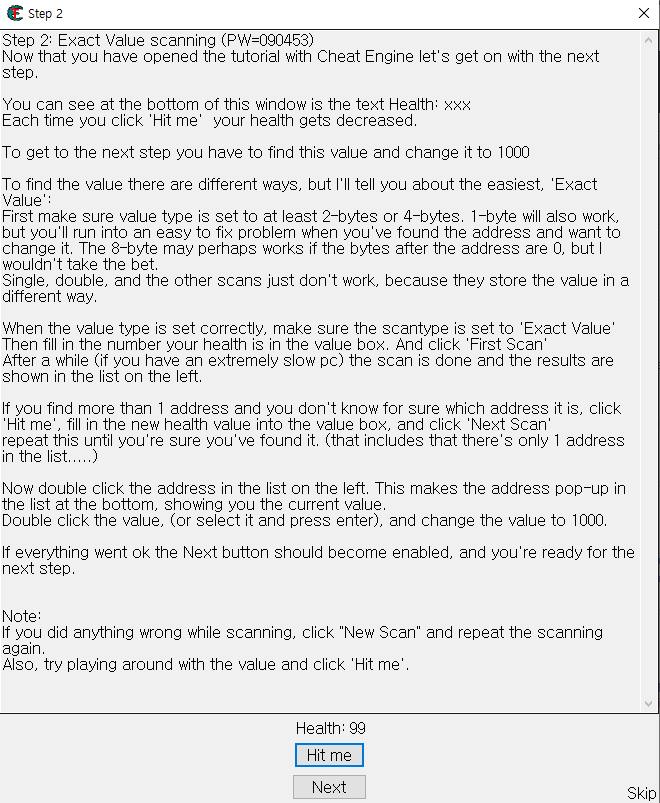 Step 2
Step 2: Exact Value scanning (PW=090453)
Now that you have opened the tutorial with Cheat Engine let's get on with the next
step.
You can see at the bottom of this window is the text Health: xxx
Each time you click 'Hit me'  your health gets decreased.
To get to the next step you have to find this value and change it to 1000
To find the value there are different ways, but I'll tell you about the easiest, 'Exact
Value':
First make sure value type is set to at least 2-bytes or 4-bytes. 1-byte will also work,
but you'll run into an easy to fix problem when you've found the address and want to
change it. The 8-byte may perhaps works if the bytes after the address are 0, but I
wouldn't take the bet.
Single, double, and the other scans just don't work, because they store the value in a
different way.
When the value type is set correctly, make sure the scantype is set to 'Exact Value'
Then fill in the number your health is in the value box. And click 'First Scan'
After a while (if you have an extremely slow pc) the scan is done and the results are
shown in the list on the left.
If you find more than 1 address and you don't know for sure which address it is, click
'Hit me', fill in the new health value into the value box, and click 'Next Scan'
repeat this until you're sure you've found it. (that includes that there's only 1 address
in the list.....)
Now double click the address in the list on the left. This makes the address pop-up in
the list at the bottom, showing you the current value.
Double click the value, (or select it and press enter), and change the value to 1000.
If everything went ok the Next button should become enabled, and you're ready for the
next step.
Note:
If you did anything wrong while scanning, click "New Scan" and repeat the scanning
again.
Also, try playing around with the value and click 'Hit me'.
Health: 99
Hit me
Next
Skip